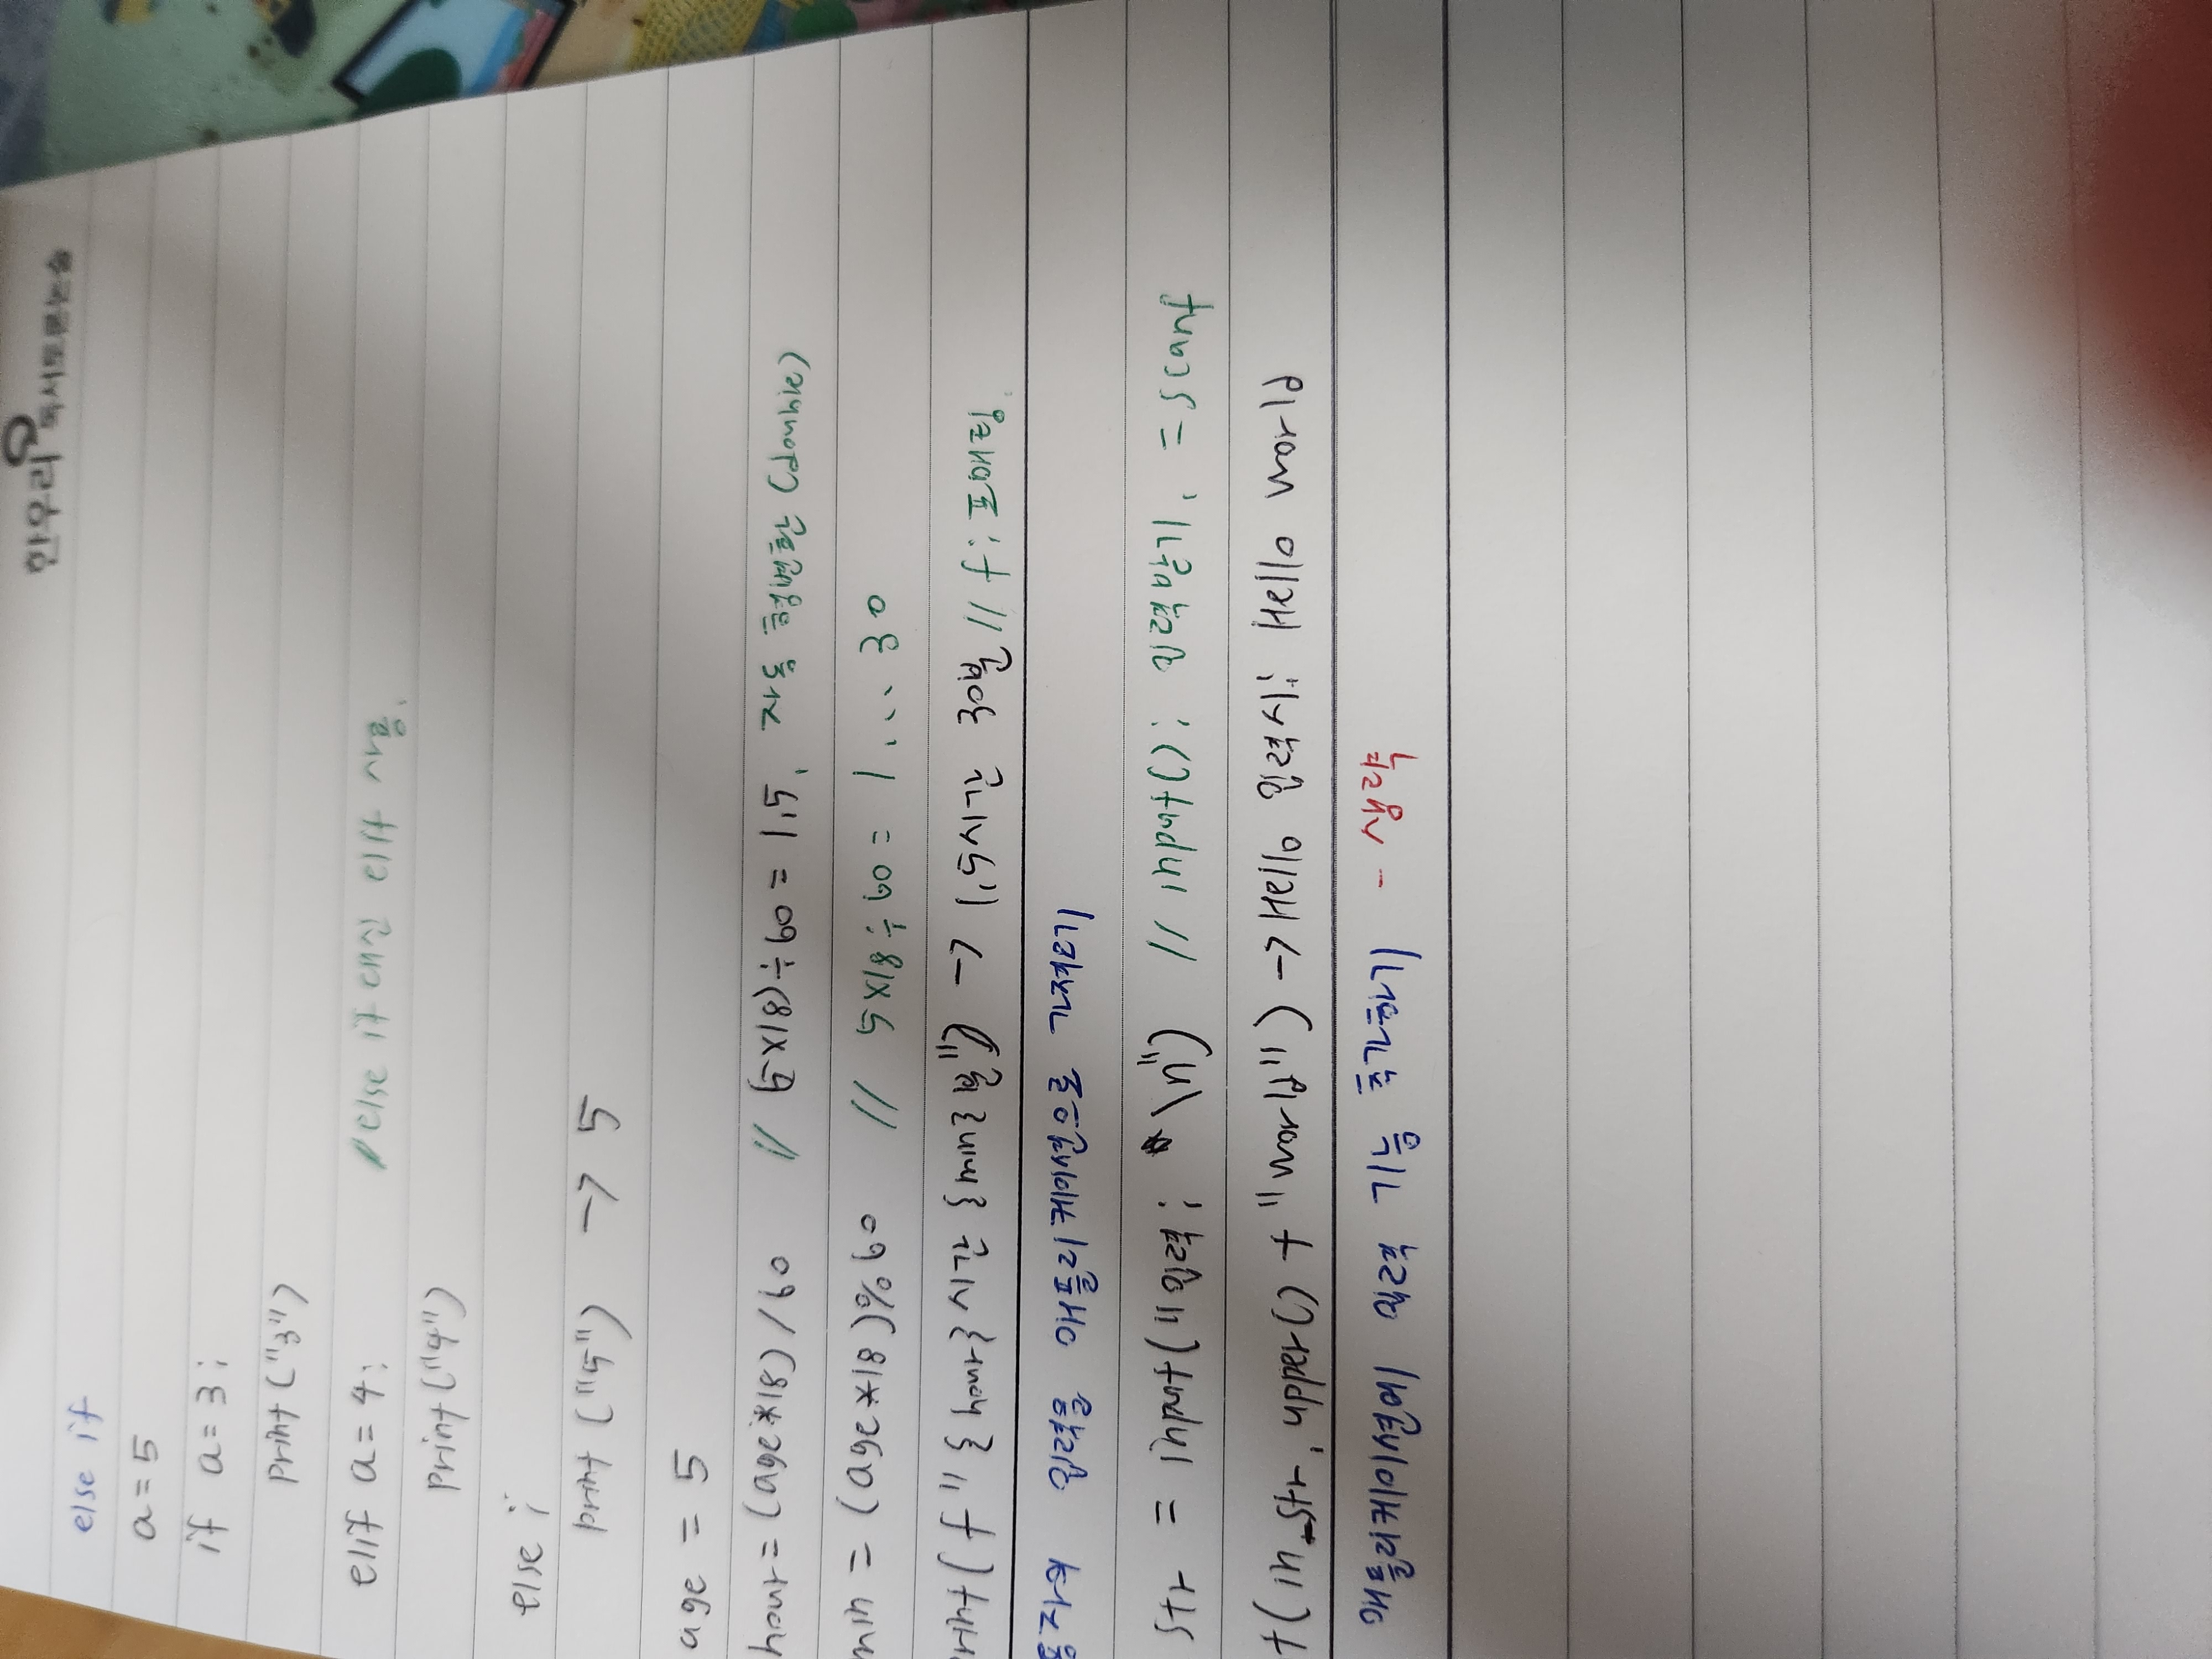 한우리 독서토론논술
else if
a = 5
if a = 3 :
print ("3")
elif a = 4 : // else if 대신 elif 사용.
print ("4")
else :
print ("5") -> 5
age = 5
hour = (age*18) / 60 // (5×18)÷60 = 1.5. 자동 형변환 (double)
min = (age*18)%60 // 5×18÷60 = 1 ... 30
rint( f" {hour}시간 {min}분") -> 1.5시간 30분 // f : 포매팅.
용자의 입력을 애플리케이션으로 가져오기
str = input("입력 : \n") // input() : 입력받기. = scanf
t(in_str.upper() + "world") -> Hello 입력시: Hello world
애플리케이션에 입력 기능 추가하기 - 생략